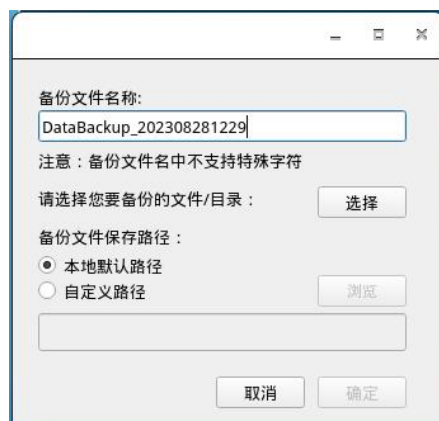 备份文件名称:
DataBackup_202308281229
注意：备份文件名中不支持特殊字符
请选择您要备份的文件/目录：
选择
备份文件保存路径：
本地默认路径
自定义路径
浏览
取消
确定